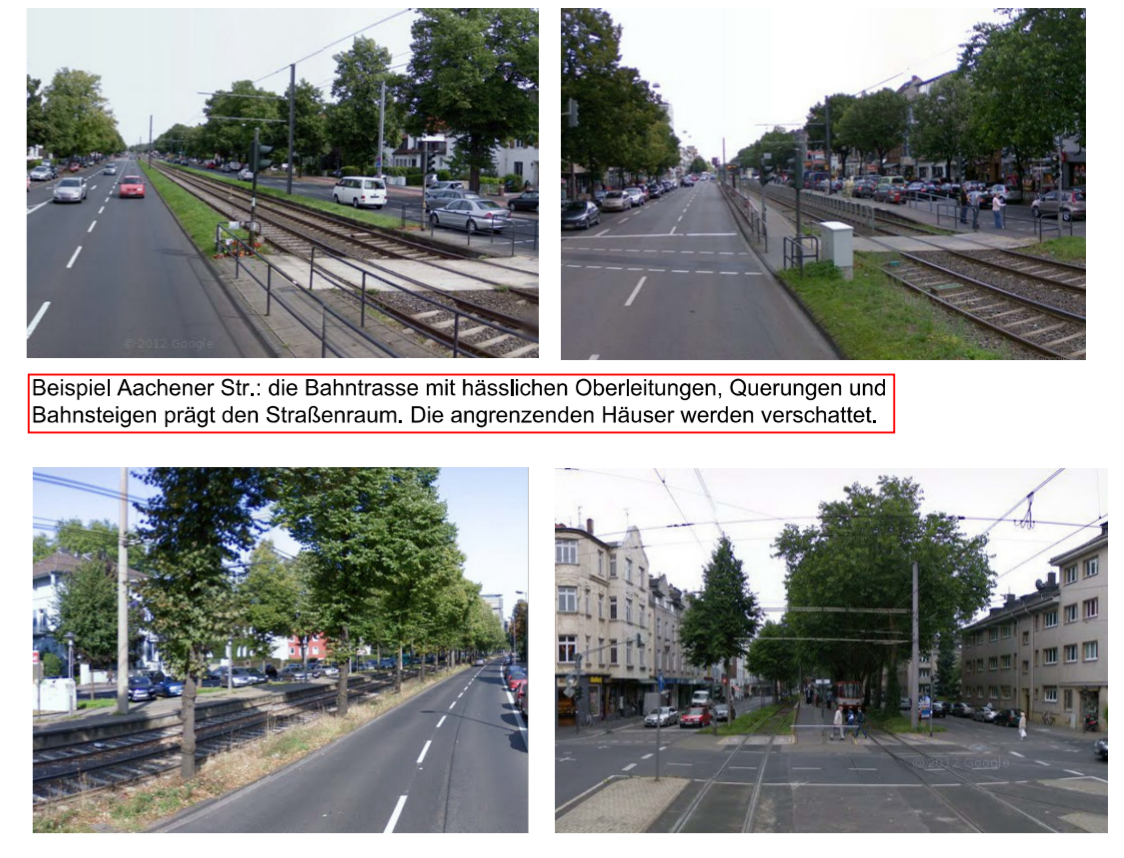 © 2012 Google
Beispiel Aachener Str.: die Bahntrasse mit hässlichen Oberleitungen, Querungen und
Bahnsteigen prägt den Straßenraum. Die angrenzenden Häuser werden verschattet.
© 2012 Google